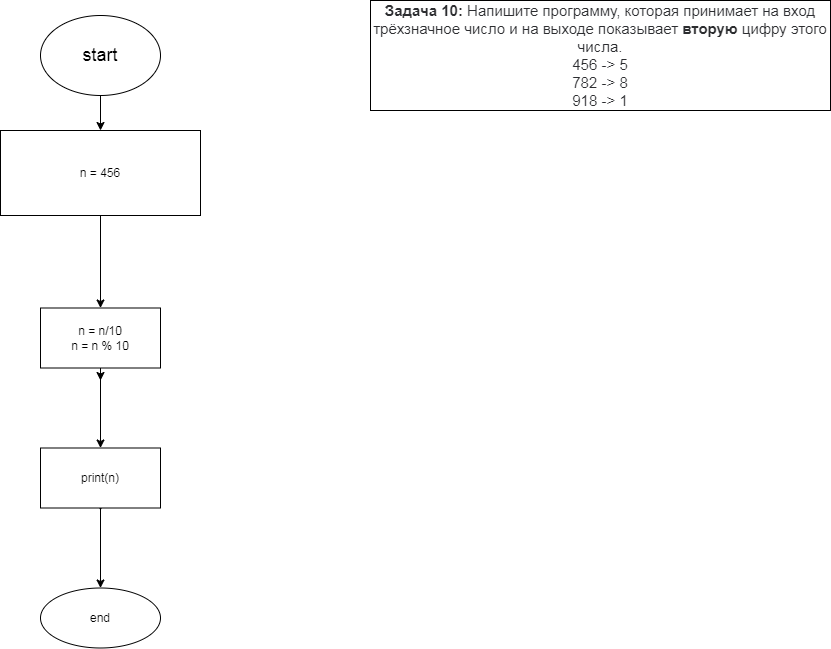 start
n = 456
n = n/10
n = n % 10
print(n)
end
Задача 10: Напишите программу, которая принимает на вход
трёхзначное число и на выходе показывает вторую цифру этого
числа.
456 -> 5
782 -> 8
918 -> 1